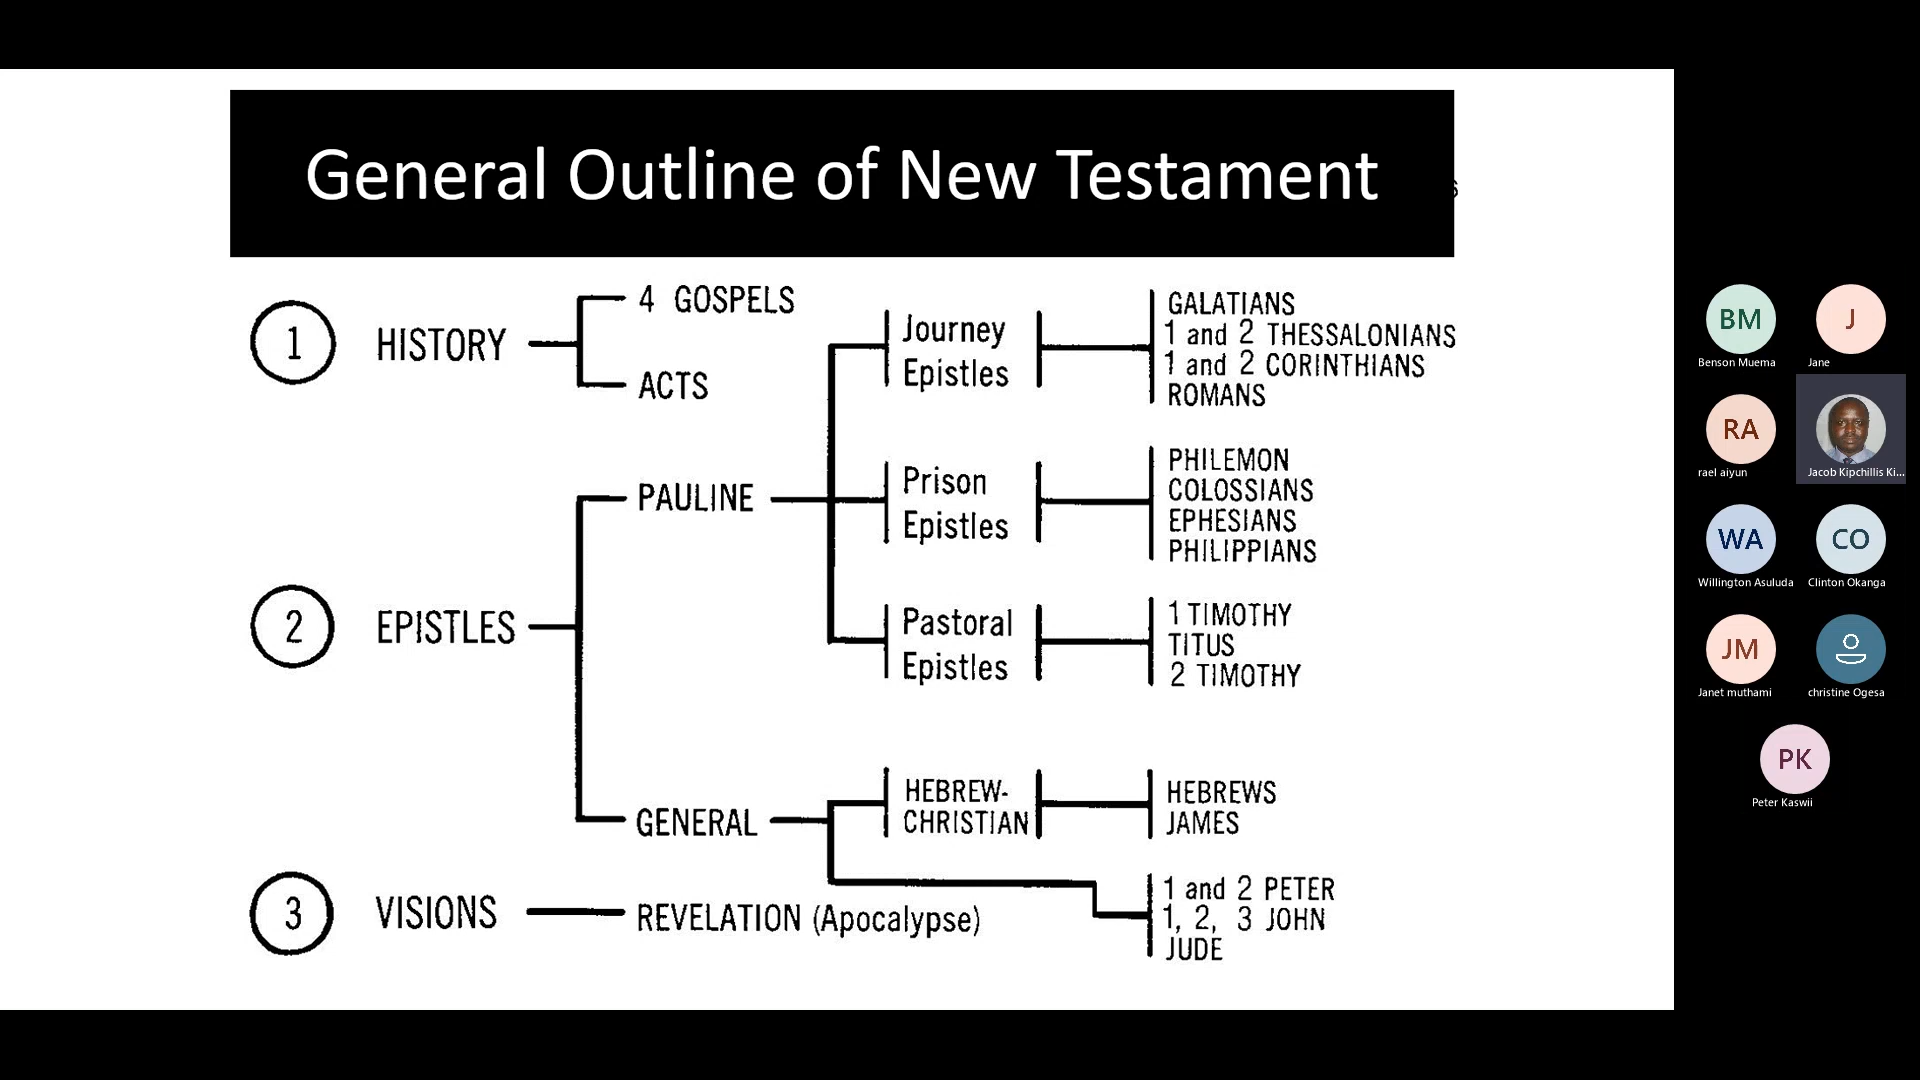 General Outline of New Testament
1 HISTORY
4 GOSPELS
ACTS
2 EPISTLES
PAULINE
Journey
Epistles
GALATIANS
1 and 2 THESSALONIANS
1 and 2 CORINTHIANS
ROMANS
Prison
Epistles
PHILEMON
COLOSSIANS
EPHESIANS
PHILIPPIANS
Pastoral
Epistles
1 TIMOTHY
TITUS
2 TIMOTHY
GENERAL
HEBREW-
CHRISTIAN
HEBREWS
JAMES
1 and 2 PETER
1, 2, 3 JOHN
JUDE
3 VISIONS
REVELATION (Apocalypse)
BM
Benson Muema
J
Jane
RA
rael aiyun
Jacob Kipchillis Ki...
WA
Willington Asuluda
CO
Clinton Okanga
JM
Janet muthami
christine Ogesa
PK
Peter Kaswii